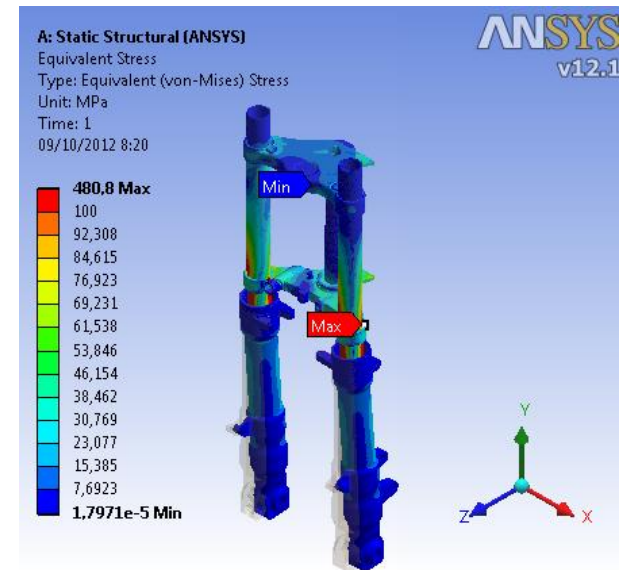 A: Static Structural (ANSYS)
Equivalent Stress
Type: Equivalent (von-Mises) Stress
Unit: MPa
Time: 1
09/10/2012 8:20
ANSYS
v12.1
480,8 Max
100
92,308
84,615
76,923
69,231
61,538
53,846
46,154
38,462
30,769
23,077
15,385
7,6923
1,7971e-5 Min
Min
Max
Y
Z
X